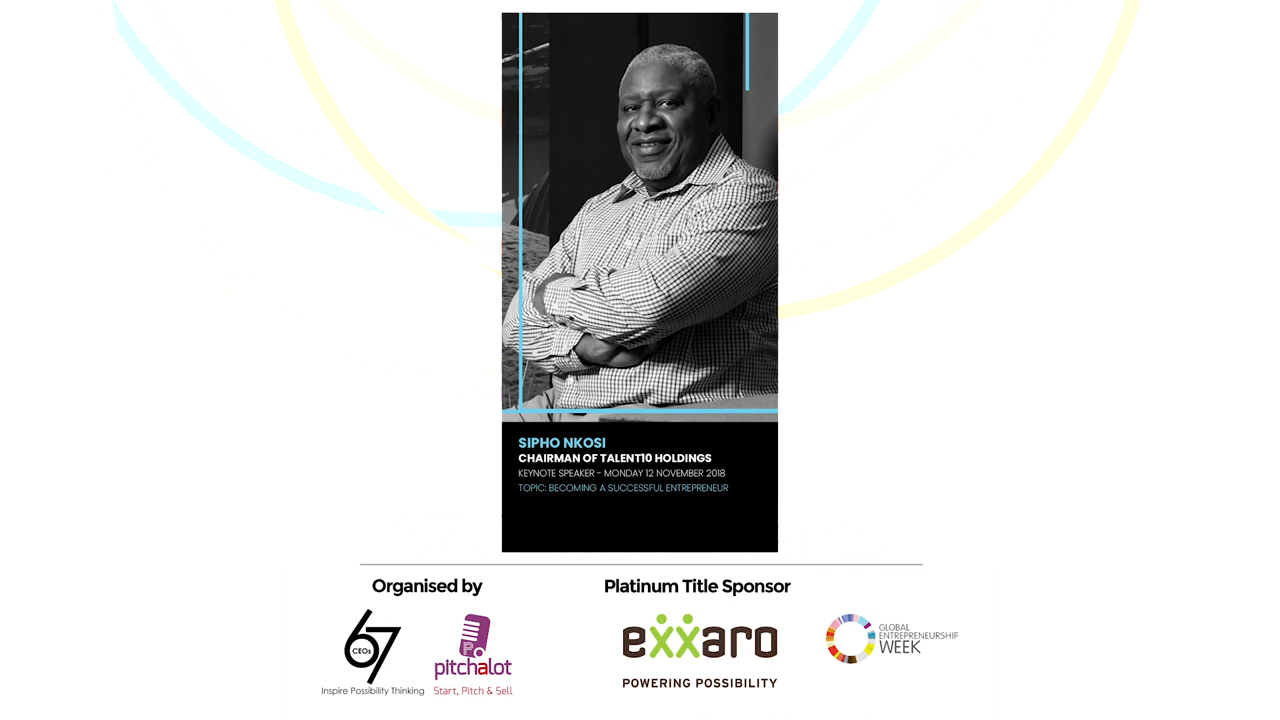 SIPHO NKOSI
CHAIRMAN OF TALENT10 HOLDINGS
KEYNOTE SPEAKER - MONDAY 12 NOVEMBER 2018
TOPIC: BECOMING A SUCCESSFUL ENTREPRENEUR
Organised by
Platinum Title Sponsor
67
CEOs
Inspire Possibility Thinking
P
pitchalot
Start, Pitch & Sell
exxaro
POWERING POSSIBILITY
GLOBAL
ENTREPRENEURSHIP
WEEK